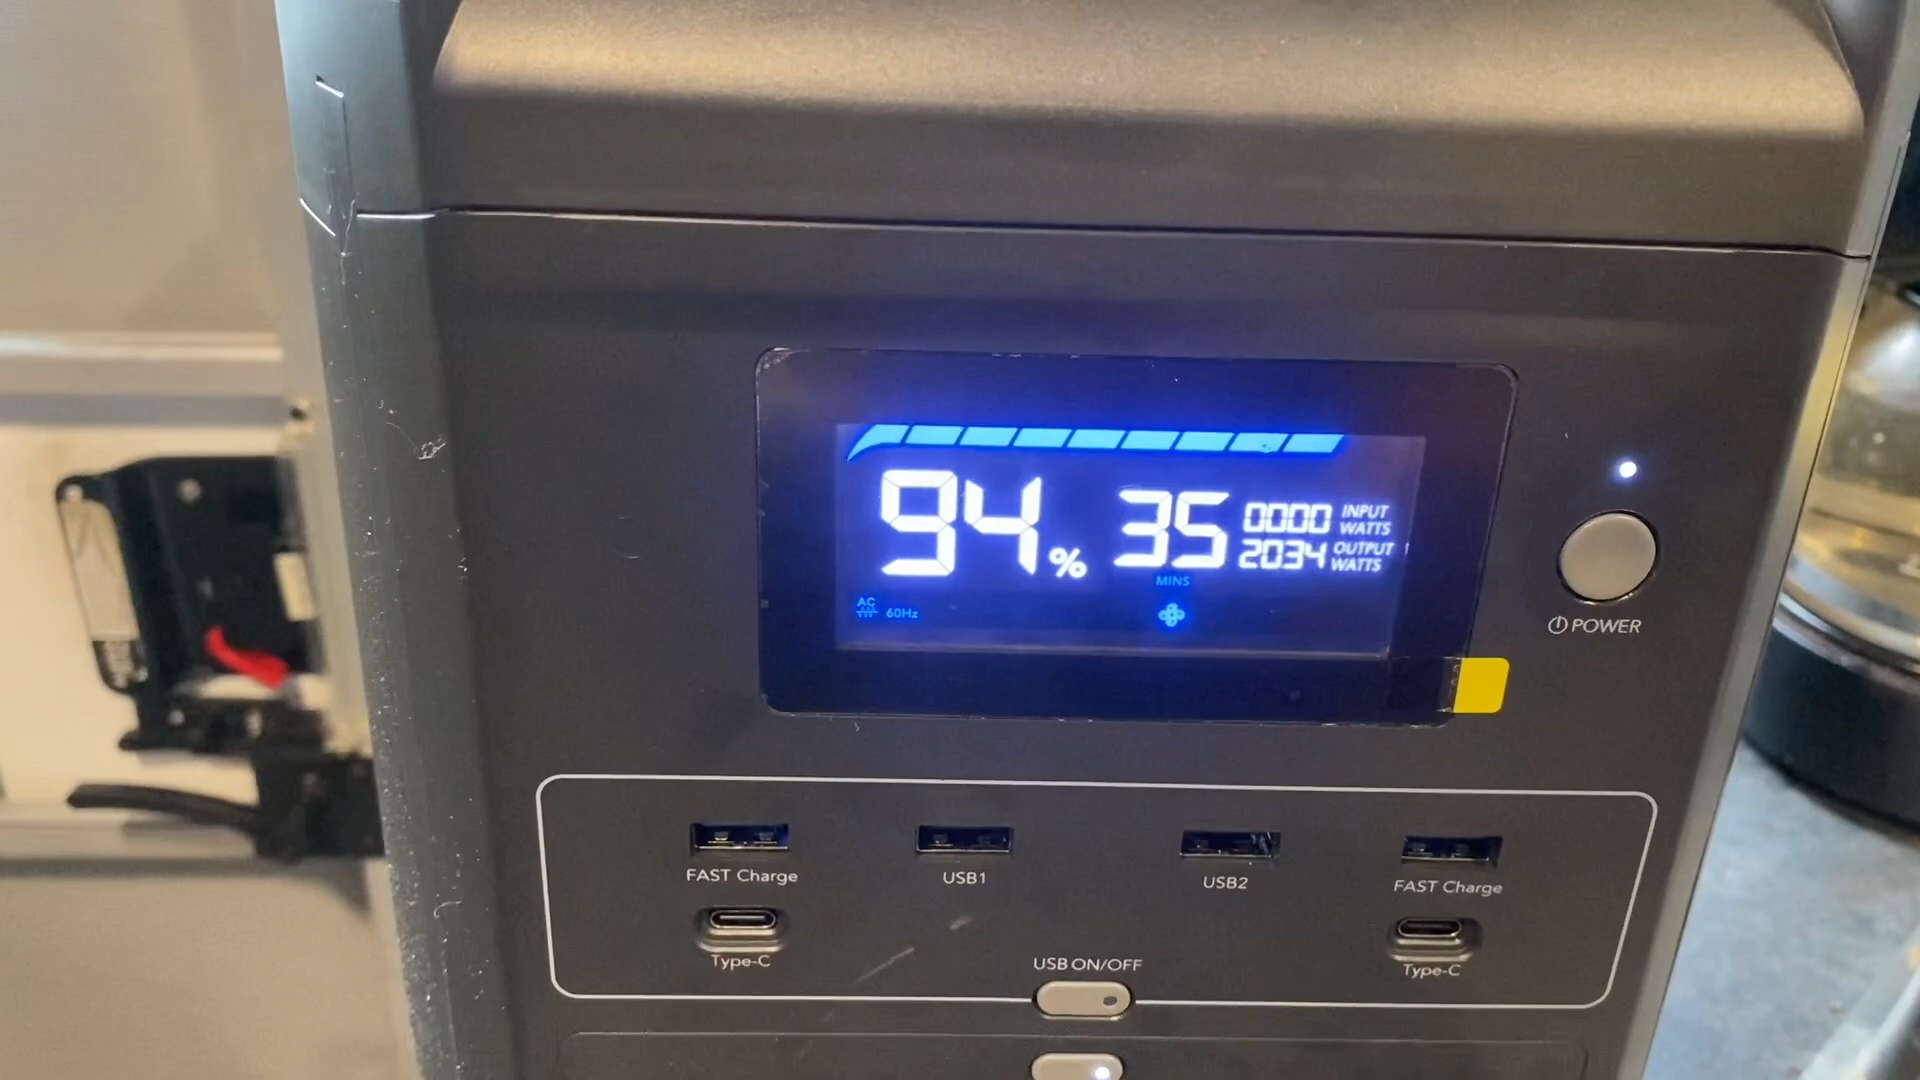 94% 35 0000 INPUT WATTS
2034 OUTPUT WATTS
MINS
AC 60Hz
POWER
FAST Charge USB1 USB2 FAST Charge
Type-C Type-C
USB ON/OFF